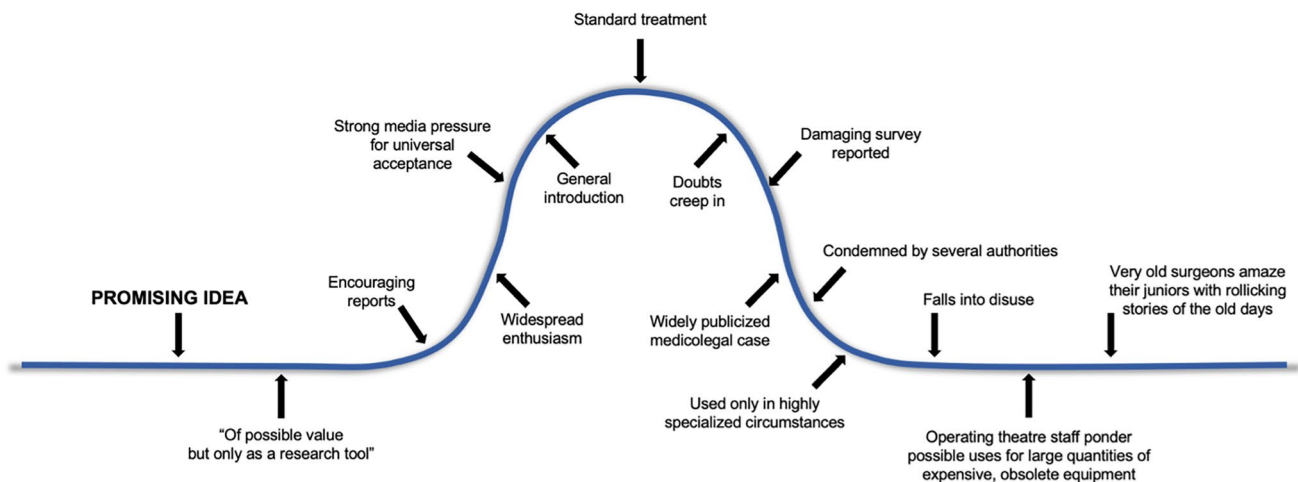 Standard treatment
Strong media pressure
for universal
acceptance
General
introduction
Doubts
creep in
Damaging survey
reported
Encouraging
reports
Widespread
enthusiasm
PROMISING IDEA
“Of possible value
but only as a research tool”
Widely publicized
medicolegal case
Condemned by several authorities
Used only in highly
specialized circumstances
Falls into disuse
Very old surgeons amaze
their juniors with rollicking
stories of the old days
Operating theatre staff ponder
possible uses for large quantities of
expensive, obsolete equipment